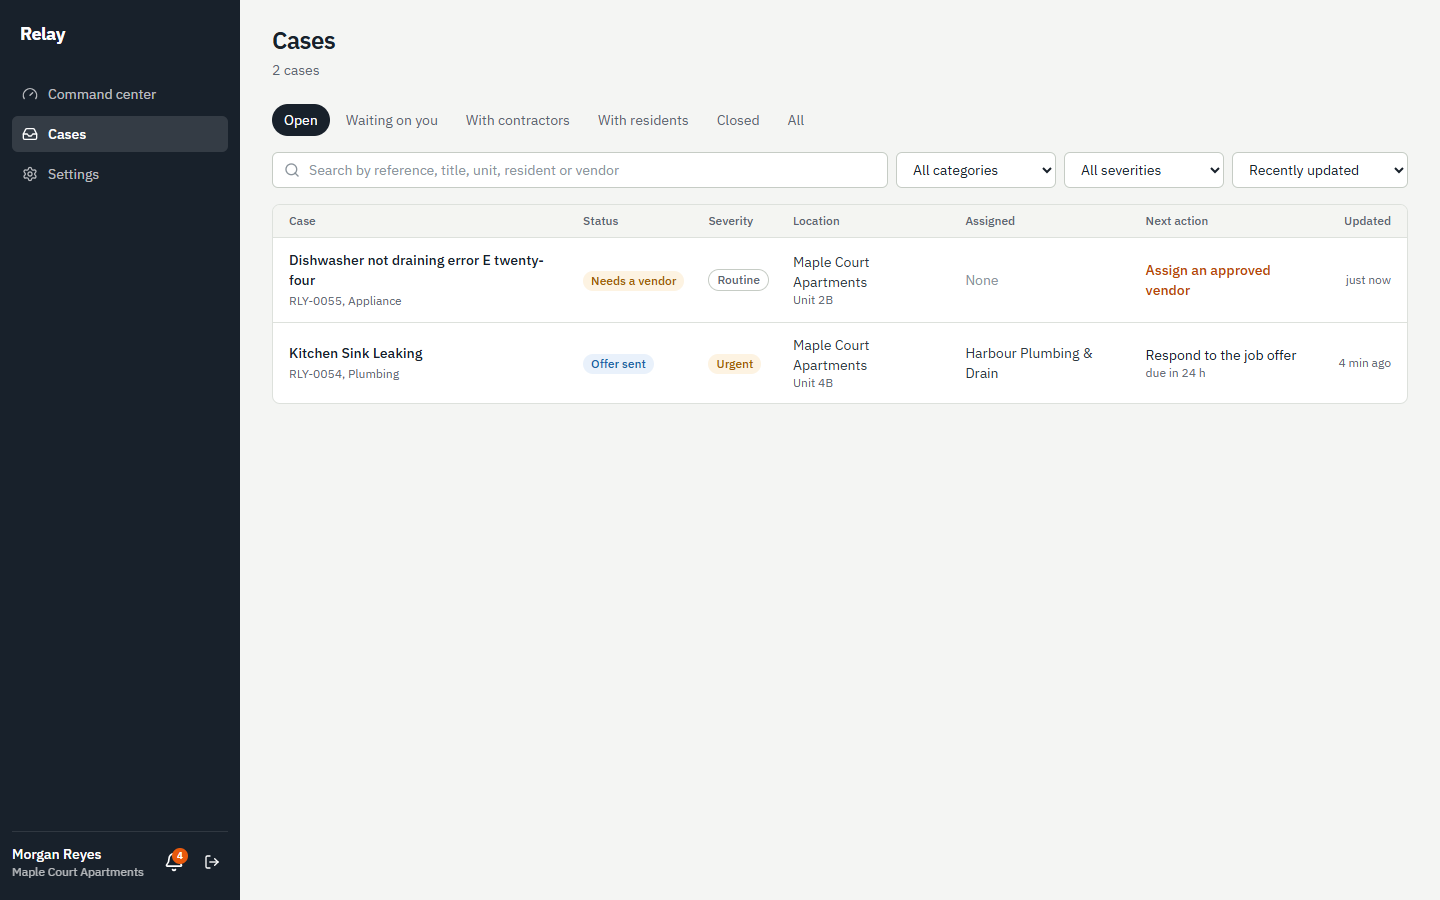 Relay
Command center
Cases
Settings
Morgan Reyes
Maple Court Apartments
4
Cases
2 cases
Open Waiting on you With contractors With residents Closed All
Search by reference, title, unit, resident or vendor All categories All severities Recently updated
Case Status Severity Location Assigned Next action Updated
Dishwasher not draining error E twenty-
four
RLY-0055, Appliance
Needs a vendor
Routine
Maple Court
Apartments
Unit 2B
None
Assign an approved
vendor
just now
Kitchen Sink Leaking
RLY-0054, Plumbing
Offer sent
Urgent
Maple Court
Apartments
Unit 4B
Harbour Plumbing &
Drain
Respond to the job offer
due in 24 h
4 min ago